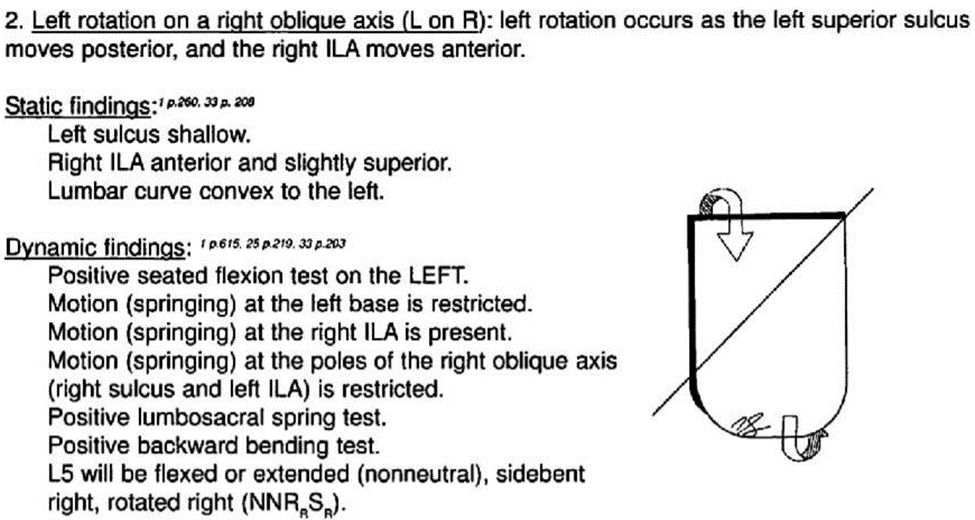 2. Left rotation on a right oblique axis (L on R): left rotation occurs as the left superior sulcus
moves posterior, and the right ILA moves anterior.
Static findings:¹ ᵖ·²⁶⁰, ³³ ᵖ· ²⁰⁸
Left sulcus shallow.
Right ILA anterior and slightly superior.
Lumbar curve convex to the left.
Dynamic findings: 1 p.615, 25 p.219, 33 p.203
Positive seated flexion test on the LEFT.
Motion (springing) at the left base is restricted.
Motion (springing) at the right ILA is present.
Motion (springing) at the poles of the right oblique axis
(right sulcus and left ILA) is restricted.
Positive lumbosacral spring test.
Positive backward bending test.
L5 will be flexed or extended (nonneutral), sidebent
right, rotated right (NNRRSR).